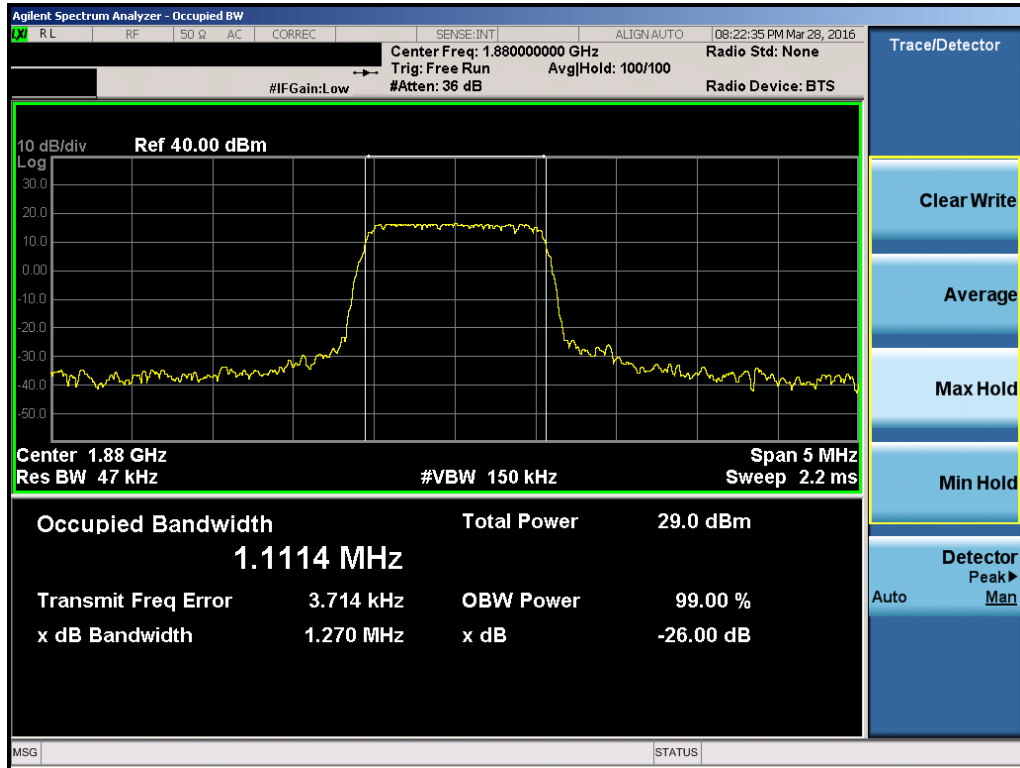 Agilent Spectrum Analyzer - Occupied BW
LXI RL RF 50 Ω AC CORREC SENSE:INT ALIGN AUTO 08:22:35 PM Mar 28, 2016
Center Freq: 1.880000000 GHz Radio Std: None
Trig: Free Run Avg|Hold: 100/100
#IFGain:Low #Atten: 36 dB Radio Device: BTS
10 dB/div Ref 40.00 dBm
Log
30.0
20.0
10.0
0.00
-10.0
-20.0
-30.0
-40.0
-50.0
Center 1.88 GHz Span 5 MHz
Res BW 47 kHz #VBW 150 kHz Sweep 2.2 ms
Occupied Bandwidth Total Power 29.0 dBm
1.1114 MHz
Transmit Freq Error 3.714 kHz OBW Power 99.00 %
x dB Bandwidth 1.270 MHz x dB -26.00 dB
MSG STATUS
Trace/Detector
Clear Write
Average
Max Hold
Min Hold
Detector
Peak▶
Auto Man